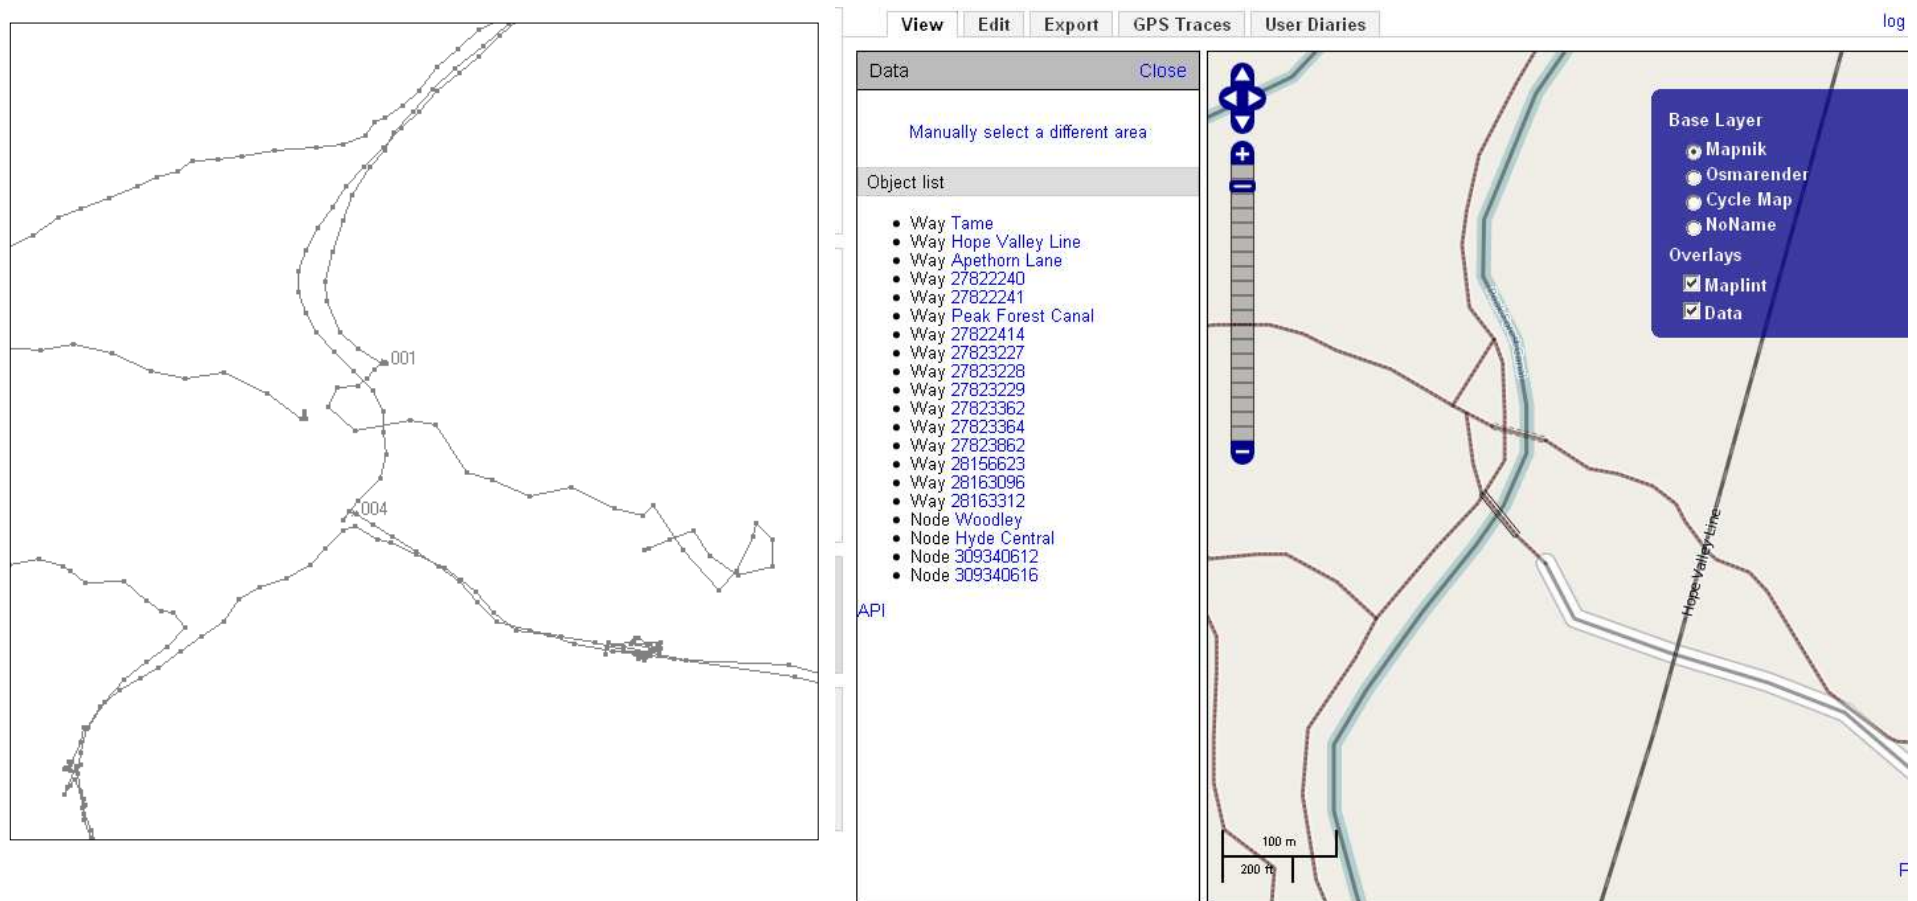 001
004
View
Edit
Export
GPS Traces
User Diaries
log
Data
Close
Manually select a different area
Object list
Way Tame
Way Hope Valley Line
Way Apethorn Lane
Way 27822240
Way 27822241
Way Peak Forest Canal
Way 27822414
Way 27823227
Way 27823228
Way 27823229
Way 27823362
Way 27823364
Way 27823862
Way 28156623
Way 28163096
Way 28163312
Node Woodley
Node Hyde Central
Node 309340612
Node 309340616
API
Base Layer
Mapnik
Osmarender
Cycle Map
NoName
Overlays
Maplint
Data
Peak Forest Canal
Hope Valley Line
100 m
200 ft